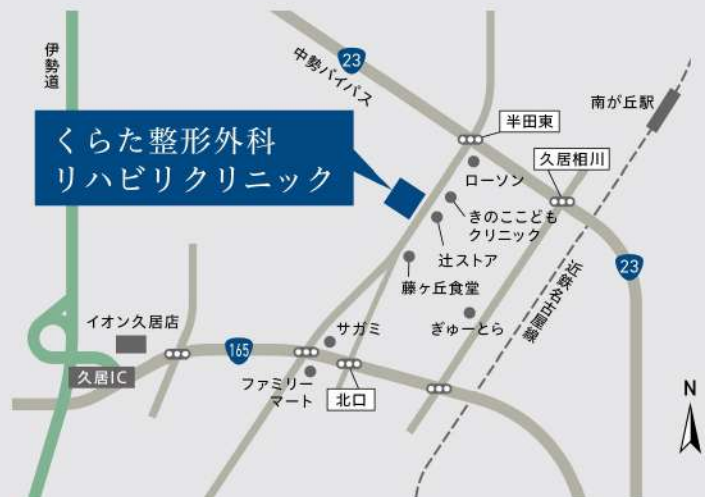 伊勢道
23
中勢バイパス
南が丘駅
半田東
くらた整形外科
リハビリクリニック
久居相川
ローソン
きのここども
クリニック
辻ストア
23
藤ヶ丘食堂
近鉄名古屋線
ぎゅーとら
イオン久居店
サガミ
165
久居IC
ファミリー
マート
北口
N